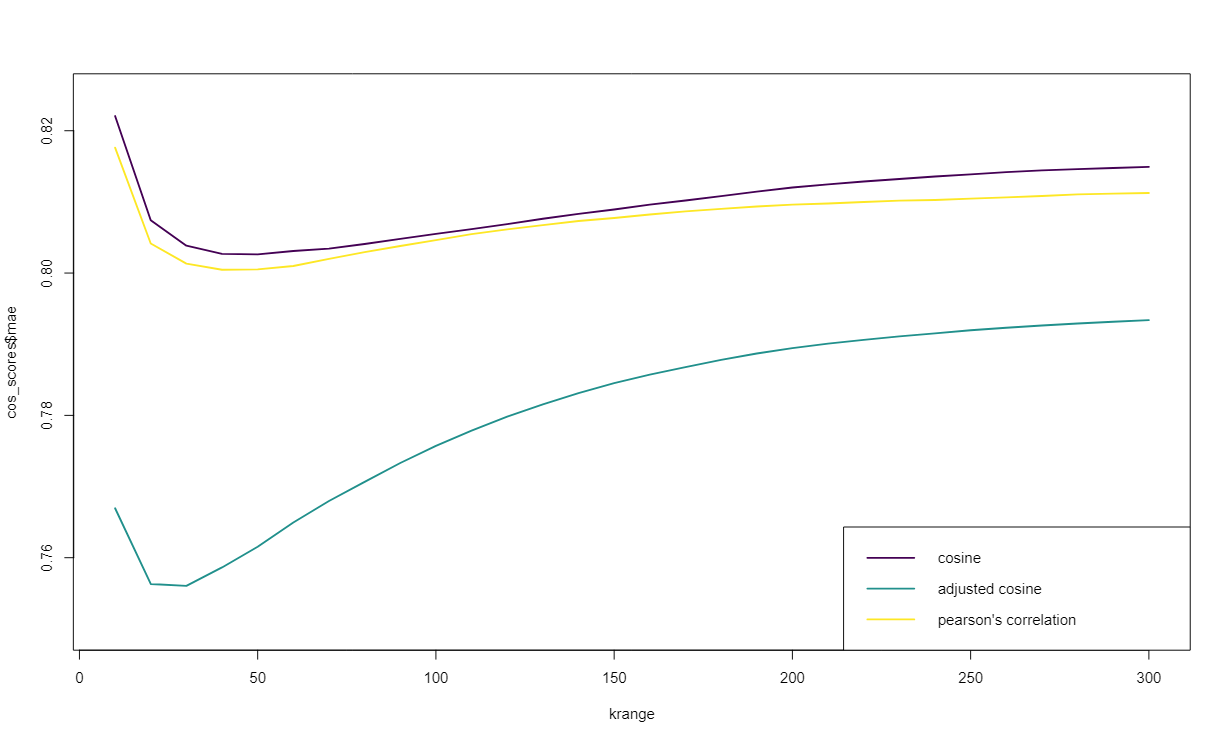 cos_scores$mae
0.82
0.80
0.78
0.76
0 50 100 150 200 250 300
krange
cosine
adjusted cosine
pearson's correlation